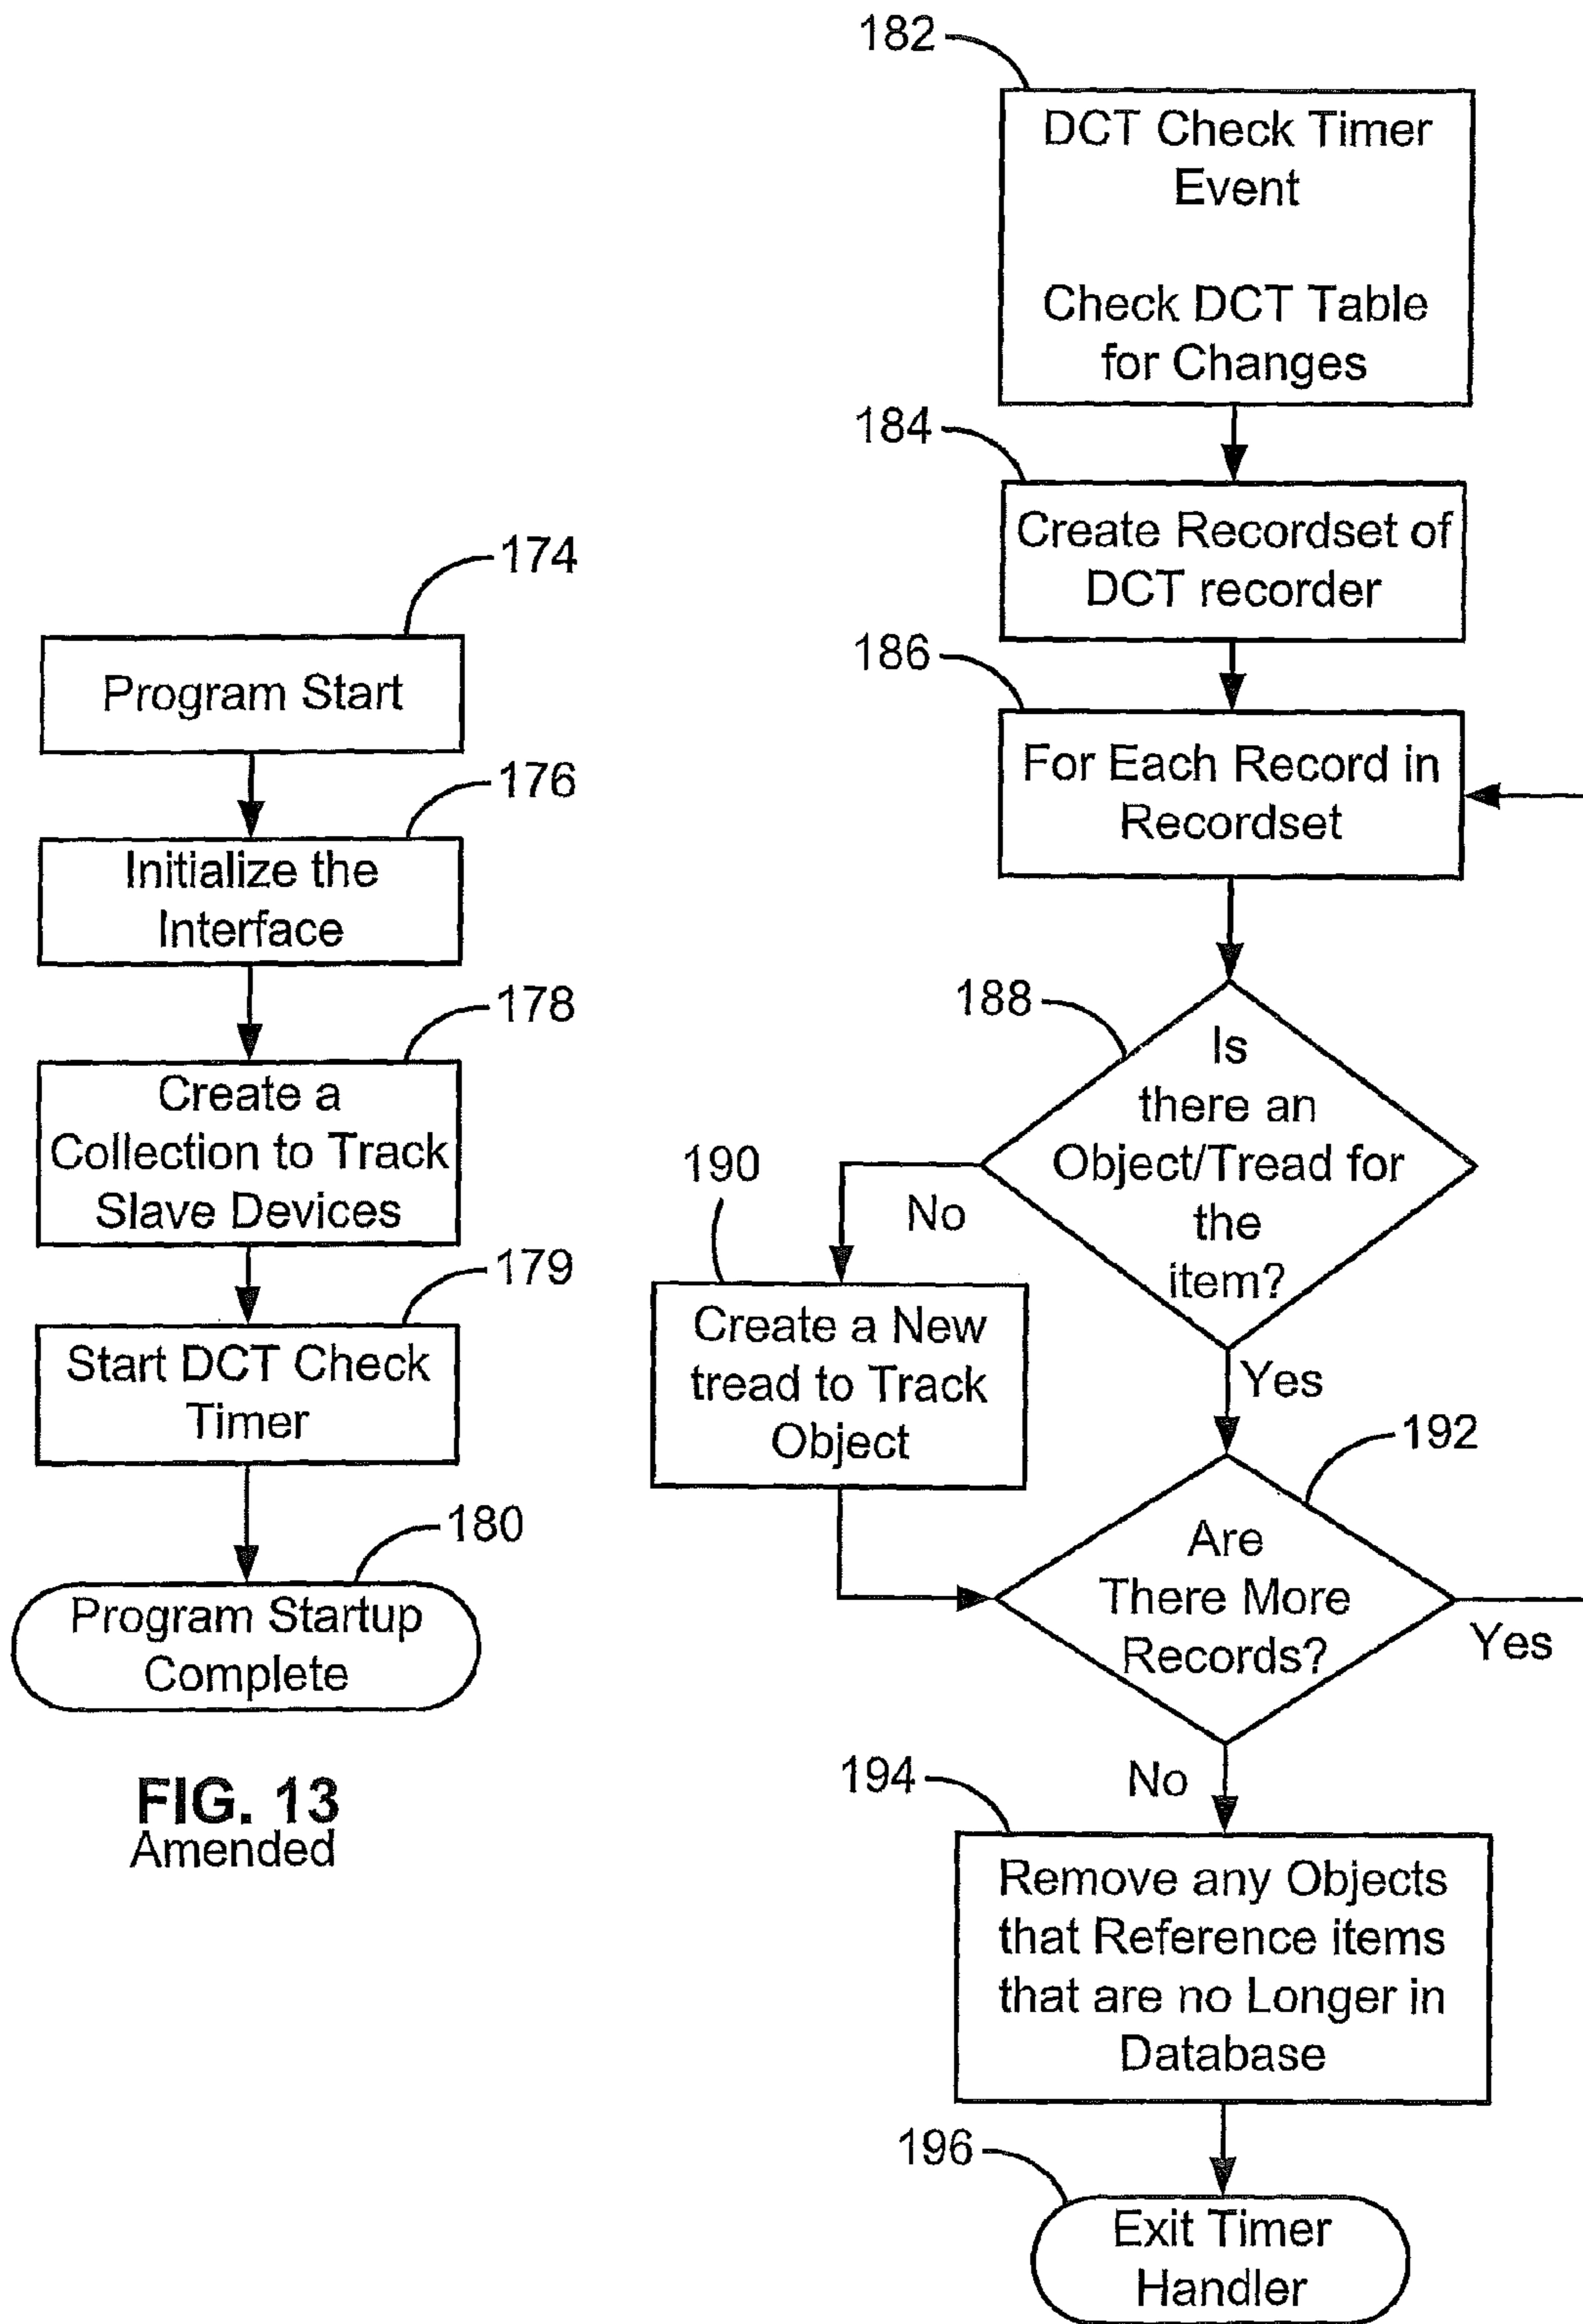 174
Program Start
176
Initialize the
Interface
178
Create a
Collection to Track
Slave Devices
179
Start DCT Check
Timer
180
Program Startup
Complete
FIG. 13
Amended
182
DCT Check Timer
Event
Check DCT Table
for Changes
184
Create Recordset of
DCT recorder
186
For Each Record in
Recordset
188
Is
there an
Object/Tread for
the
item?
No
Yes
190
Create a New
tread to Track
Object
192
Are
There More
Records?
Yes
No
194
Remove any Objects
that Reference items
that are no Longer in
Database
196
Exit Timer
Handler